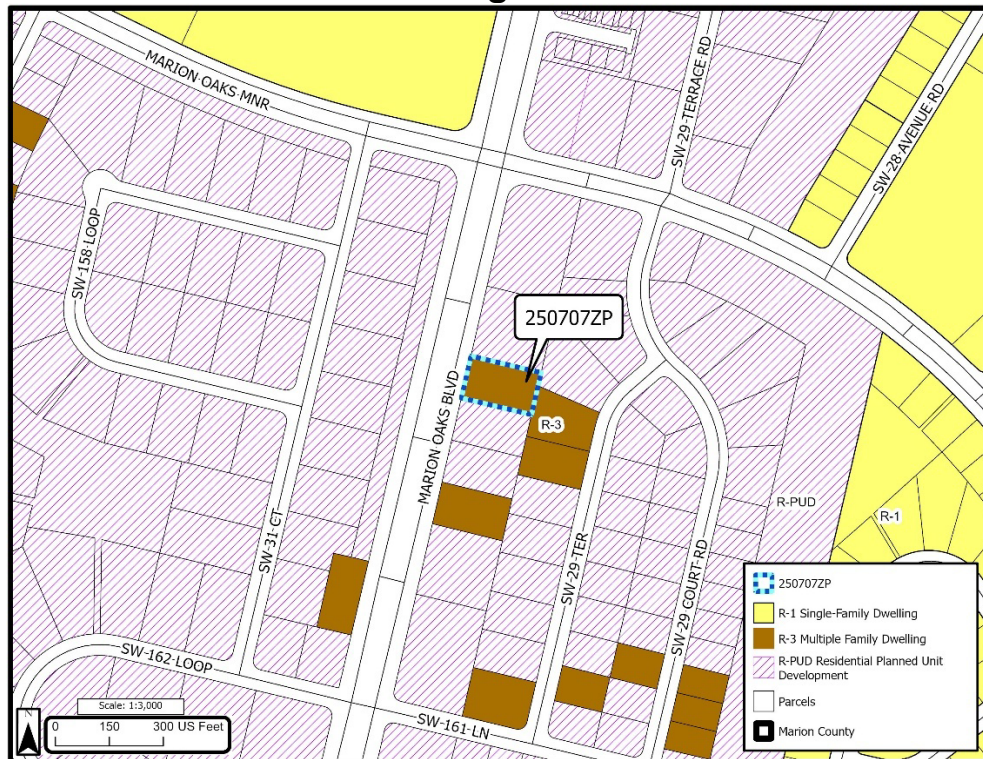 MARION OAKS MNR
SW 29 TERRACE RD
SW 28 AVENUE RD
SW 158 LOOP
250707ZP
MARION OAKS BLVD
R-3
R-PUD
R-1
SW 31 CT
SW 29 TER
SW 29 COURT RD
SW 162 LOOP
SW 161 LN
Scale: 1:3,000
0 150 300 US Feet
N
250707ZP
R-1 Single-Family Dwelling
R-3 Multiple Family Dwelling
R-PUD Residential Planned Unit
Development
Parcels
Marion County